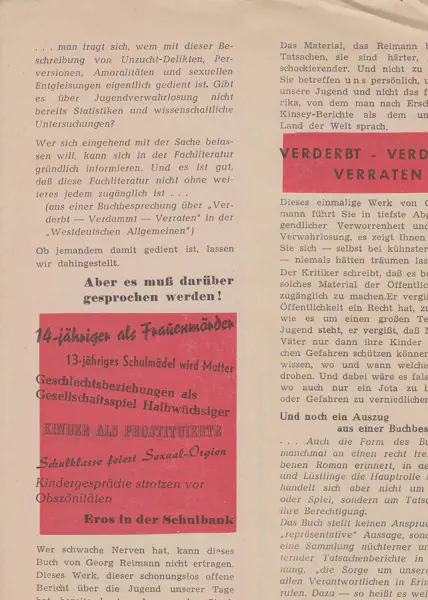 . . . man fragt sich, wem mit dieser Be-
schreibung von Unzucht-Delikten, Per-
versionen, Amoralitäten und sexuellen
Entgleisungen eigentlich gedient ist. Gibt
es über Jugendverwahrlosung nicht
bereits Statistiken und wissenschaftliche
Untersuchungen?
Wer sich eingehend mit der Sache befas-
sen will, kann sich in der Fachliteratur
gründlich informieren. Und es ist gut,
daß diese Fachliteratur nicht ohne wei-
teres jedem zugänglich ist . . .
(aus einer Buchbesprechung über „Ver-
derbt — Verdammt — Verraten" in der
„Westdeutschen Allgemeinen")
Ob jemandem damit gedient ist, lassen
wir dahingestellt.
Aber es muß darüber
gesprochen werden!
14-jähriger als Frauenmörder
13-jähriges Schulmädel wird Mutter
Geschlechtsbeziehungen als
Gesellschaftsspiel Halbwüchsiger
KINDER ALS PROSTITUIERTE
Schulklasse feiert Sexual-Orgien
Kindergespräche strotzen vor
Obszönitäten
Eros in der Schulbank
Wer schwache Nerven hat, kann dieses
Buch von Georg Reimann nicht ertragen.
Dieses Werk, dieser schonungslos offene
Bericht über die Jugend unserer Tage
Das Material, das Reimann
Tatsachen, sie sind härter,
schockierender. Und nicht zu
Sie betreffen uns persönlich,
unsere Jugend und nicht das
rika, von dem man nach Ersch
Kinsey-Berichte als dem un
Land der Welt sprach.
VERDERBT - VERD
VERRATEN
Dieses einmalige Werk von G
mann führt Sie in tiefste Abg
gendlicher Verworrenheit und
Verwahrlosung, es zeigt Ihnen
Sie sich — selbst bei kühnster
— niemals hätten träumen las
Der Kritiker schreibt, daß es be
solches Material der Öffentlich
zugänglich zu machen. Er vergiß
Öffentlichkeit ein Recht hat, zu
wie es um einen großen Te
Jugend steht, er vergißt, daß M
Väter nur dann ihre Kinder
chen Gefahren schützen können
wissen, wo und wann welche
drohen. Und dabei wäre es fals
wo auch nur ein Jota zu b
oder Gefahren zu verniedlichen
Und noch ein Auszug
aus einer Buchbes
. . . Auch die Form des Bu
manchmal an einen recht trei
benen Roman erinnert, in de
und Lüstlinge die Hauptrolle
handelt sich aber nicht um
oder Spiel, sondern um Tatsa
ihre Berechtigung.
Das Buch stellt keinen Anspruc
„repräsentative" Aussage, sond
eine Sammlung nüchterner un
ternder Tatsachenberichte in
nung, „die Sorge um unsere
allen Verantwortlichen in Erin
rufen. Dazu — so heißt es wei